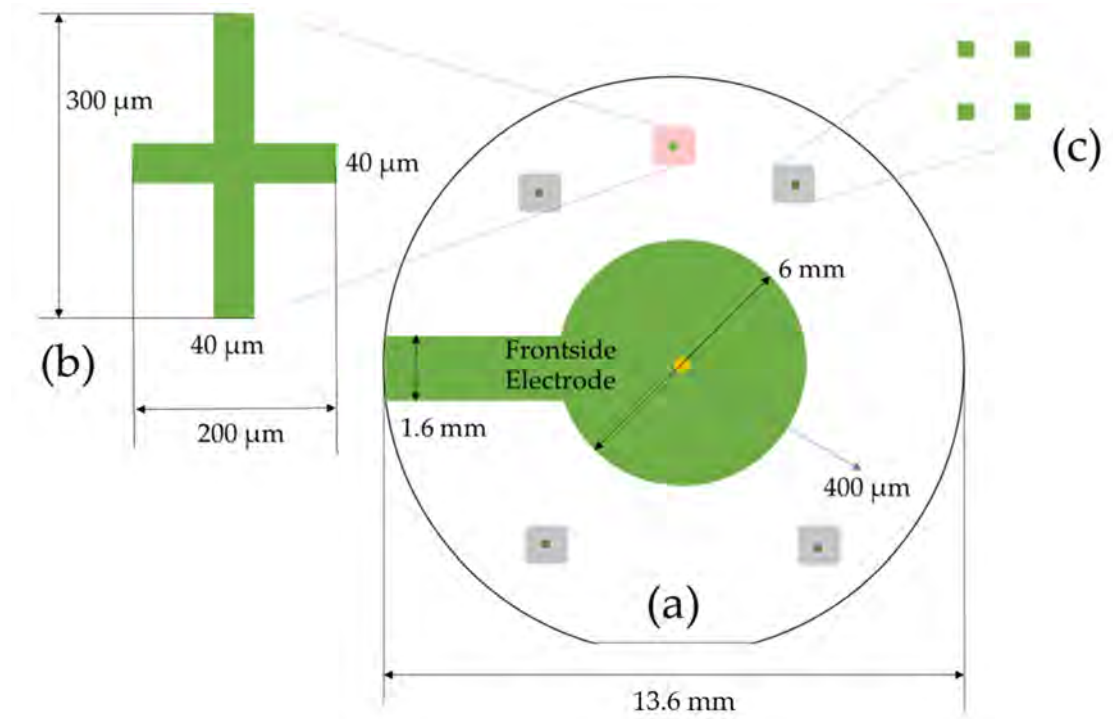 300 µm
40 µm
(c)
6 mm
(b)
40 µm
Frontside
Electrode
200 µm
1.6 mm
400 µm
(a)
13.6 mm